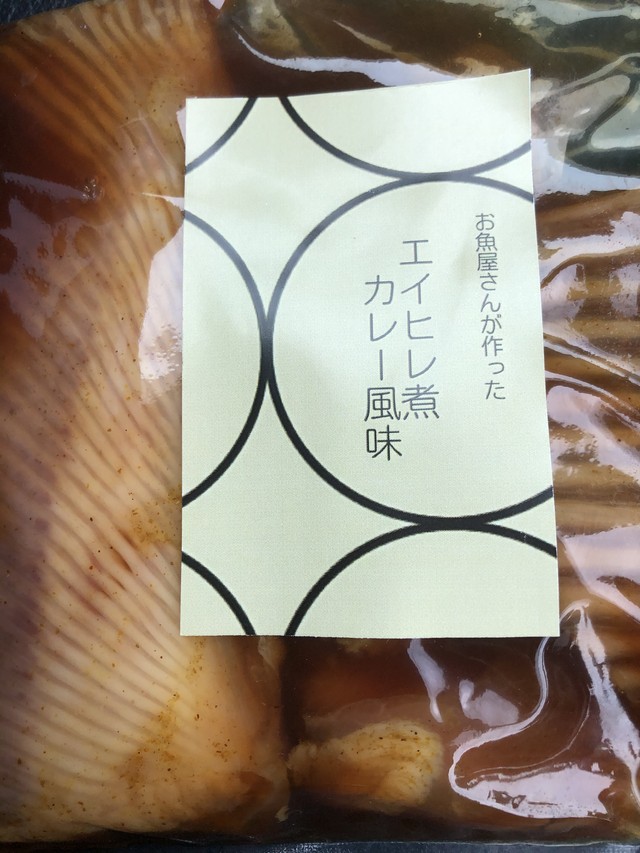 お魚屋さんが作った
エイヒレ煮
カレー風味